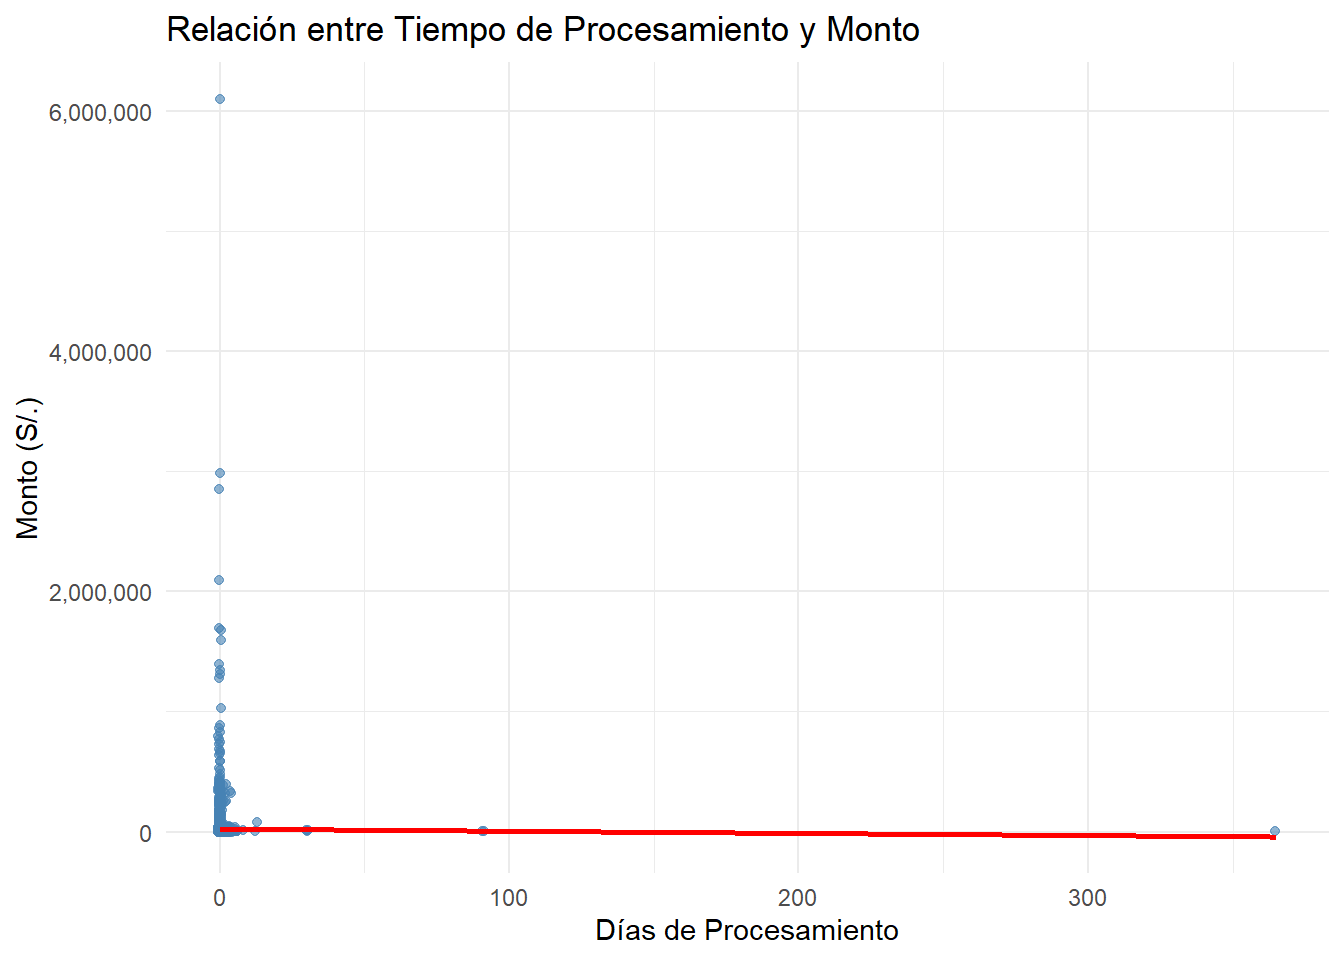 Relación entre Tiempo de Procesamiento y Monto
6,000,000
4,000,000
2,000,000
0
Monto (S/.)
0 100 200 300
Días de Procesamiento